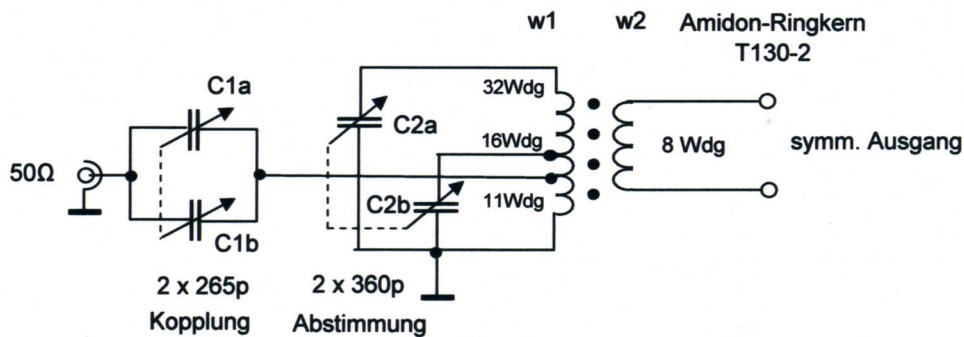 w1
w2
Amidon-Ringkern
T130-2
C1a
C2a
32Wdg
16Wdg
8 Wdg
symm. Ausgang
50Ω
C2b
11Wdg
C1b
2 x 265p
Kopplung
2 x 360p
Abstimmung